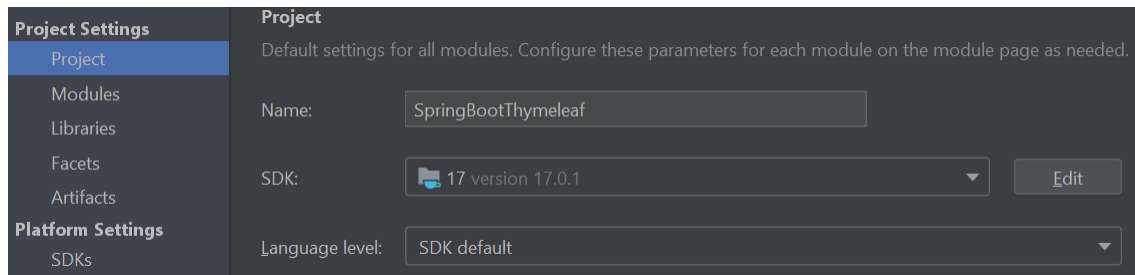 Project Settings
Project
Modules
Libraries
Facets
Artifacts
Platform Settings
SDKs
Project
Default settings for all modules. Configure these parameters for each module on the module page as needed.
Name: SpringBootThymeleaf
SDK: 17 version 17.0.1 Edit
Language level: SDK default